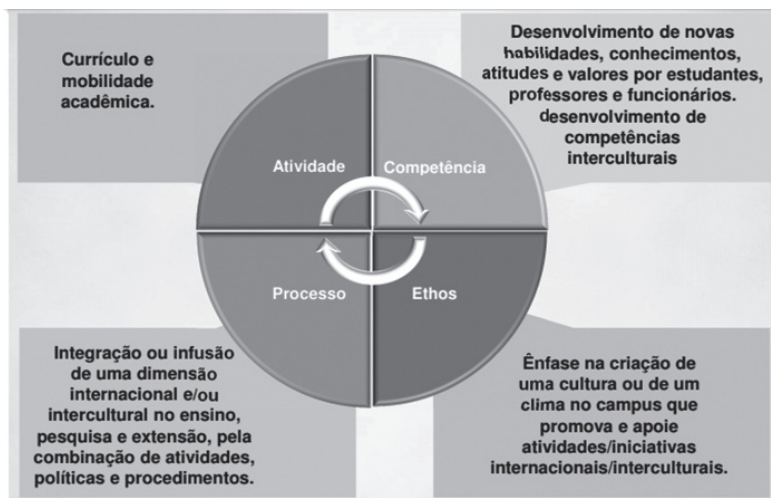 Currículo e
mobilidade
acadêmica.
Desenvolvimento de novas
habilidades, conhecimentos,
atitudes e valores por estudantes,
professores e funcionários.
desenvolvimento de
competências
interculturais
Atividade
Competência
Processo
Ethos
Integração ou infusão
de uma dimensão
internacional e/ou
intercultural no ensino,
pesquisa e extensão, pela
combinação de atividades,
políticas e procedimentos.
Ênfase na criação de
uma cultura ou de um
clima no campus que
promova e apoie
atividades/iniciativas
internacionais/interculturais.